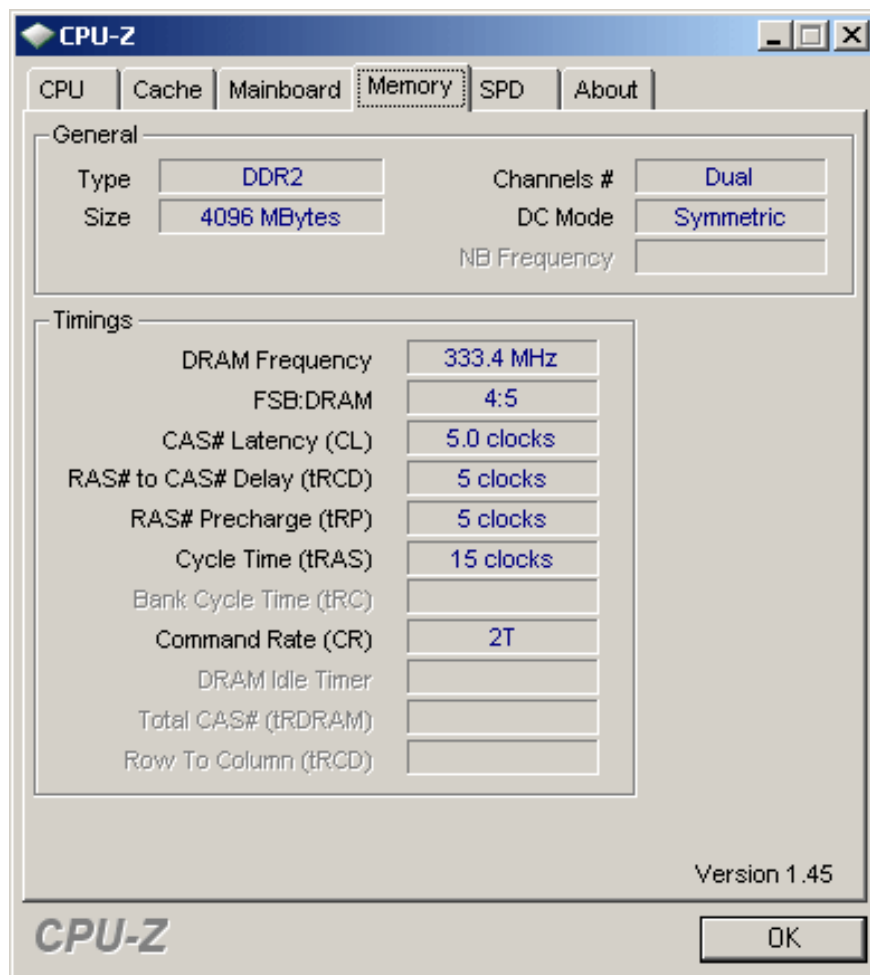 CPU-Z
CPU Cache Mainboard Memory SPD About
General
Type DDR2 Channels # Dual
Size 4096 MBytes DC Mode Symmetric
NB Frequency
Timings
DRAM Frequency 333.4 MHz
FSB:DRAM 4:5
CAS# Latency (CL) 5.0 clocks
RAS# to CAS# Delay (tRCD) 5 clocks
RAS# Precharge (tRP) 5 clocks
Cycle Time (tRAS) 15 clocks
Bank Cycle Time (tRC)
Command Rate (CR) 2T
DRAM Idle Timer
Total CAS# (tRDRAM)
Row To Column (tRCD)
Version 1.45
CPU-Z OK